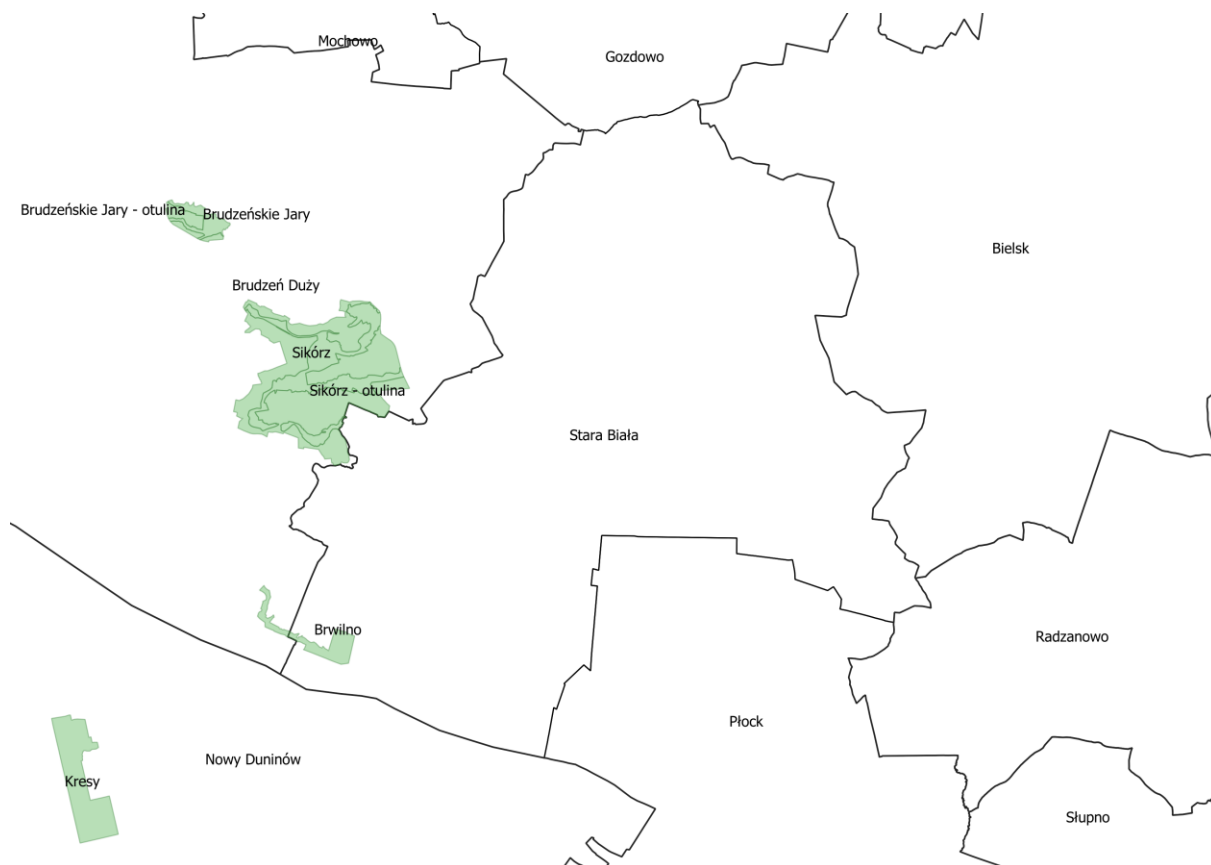 Mochowo
Gozdowo
Brudzeńskie Jary - otulina
Brudzeńskie Jary
Bielsk
Brudzeń Duży
Sikórz
Sikórz - otulina
Stara Biała
Brwilno
Radzanowo
Płock
Nowy Duninów
Kresy
Słupno